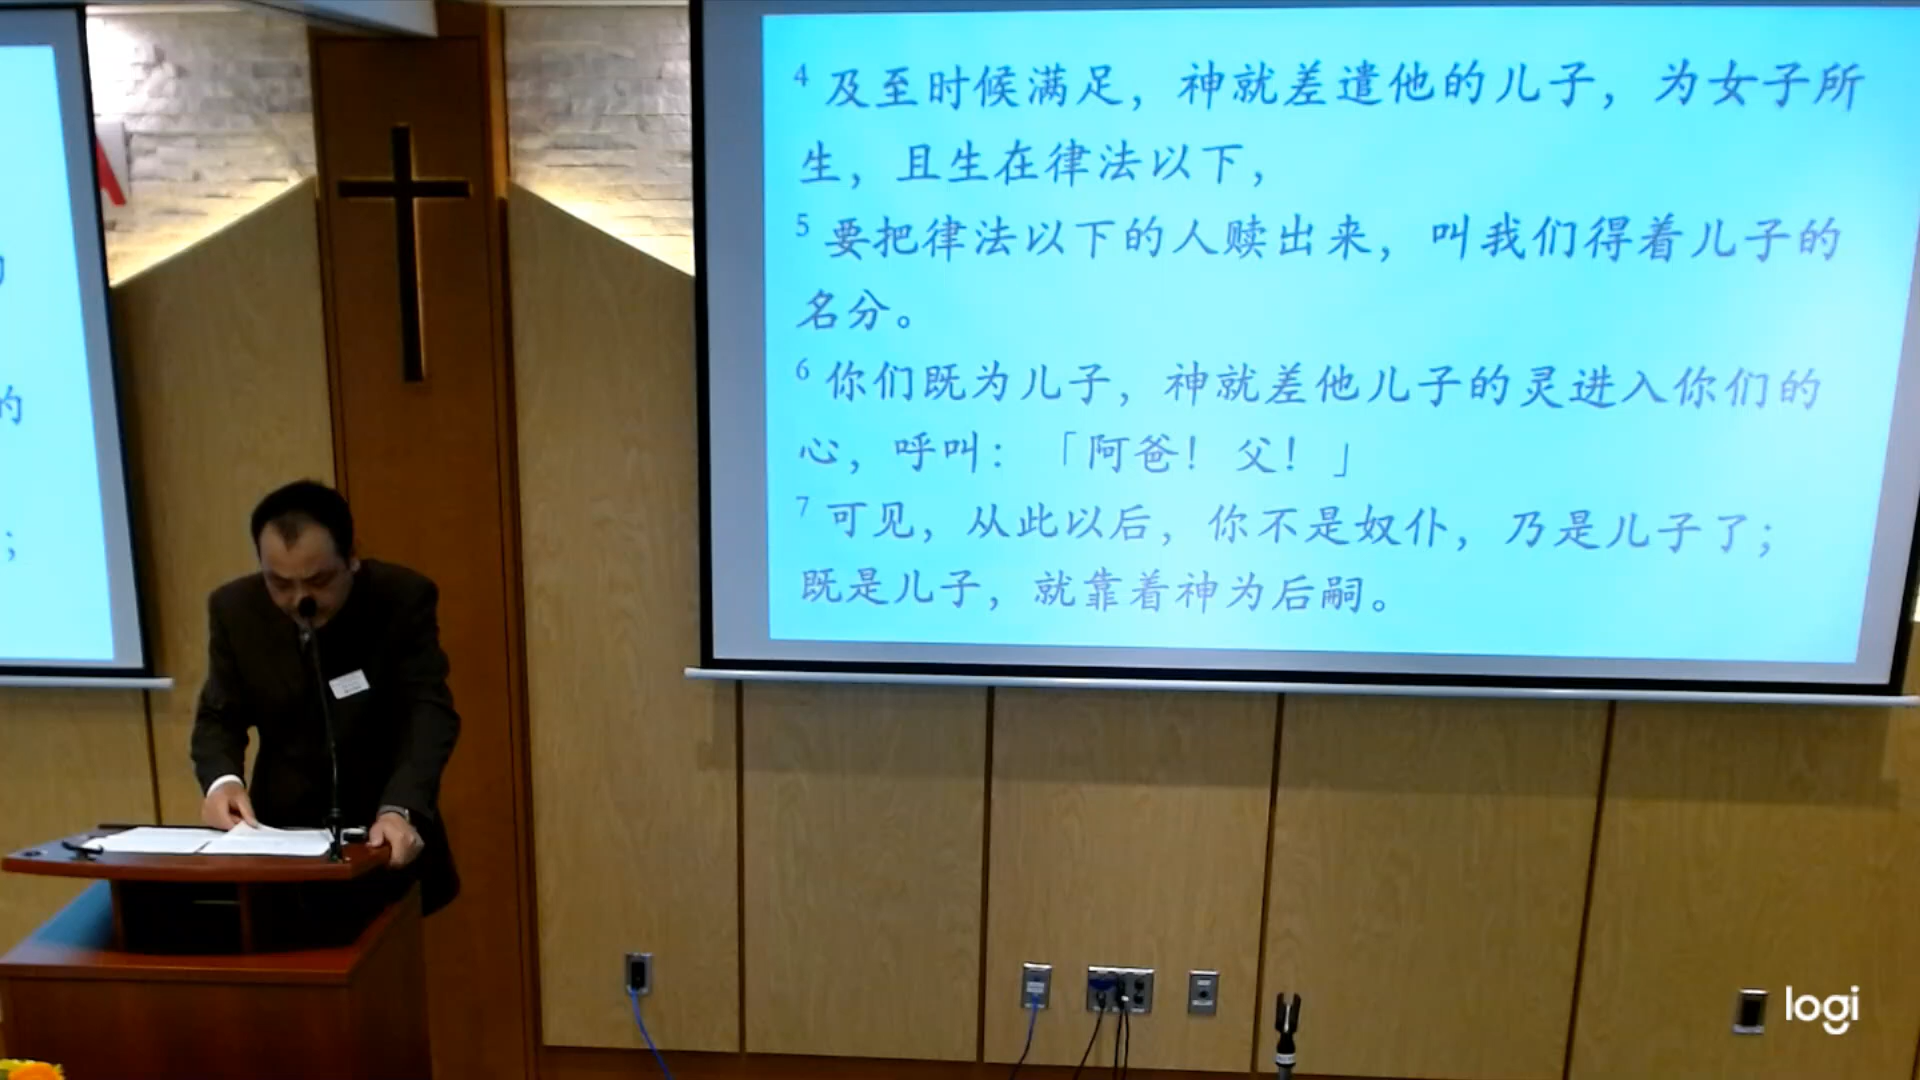 4 及至时候满足，神就差遣他的儿子，为女子所
生，且生在律法以下，
5 要把律法以下的人赎出来，叫我们得着儿子的
名分。
6 你们既为儿子，神就差他儿子的灵进入你们的
心，呼叫：「阿爸！父！」
7 可见，从此以后，你不是奴仆，乃是儿子了；
既是儿子，就靠着神为后嗣。
的
；
logi